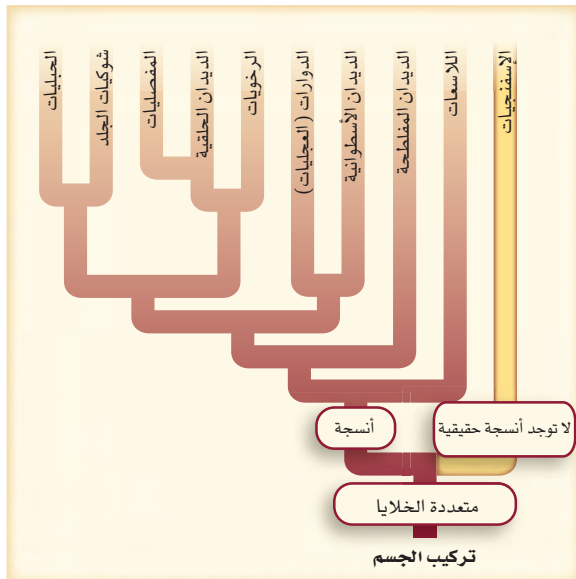 الإسفنجيات
اللاسعات
الديدان المفلطحة
الديدان الأسطوانية
الدوارات (العجليات)
الرخويات
الديدان الحلقية
المفصليات
شوكيات الجلد
الحبليات
لا توجد أنسجة حقيقية
أنسجة
متعددة الخلايا
تركيب الجسم